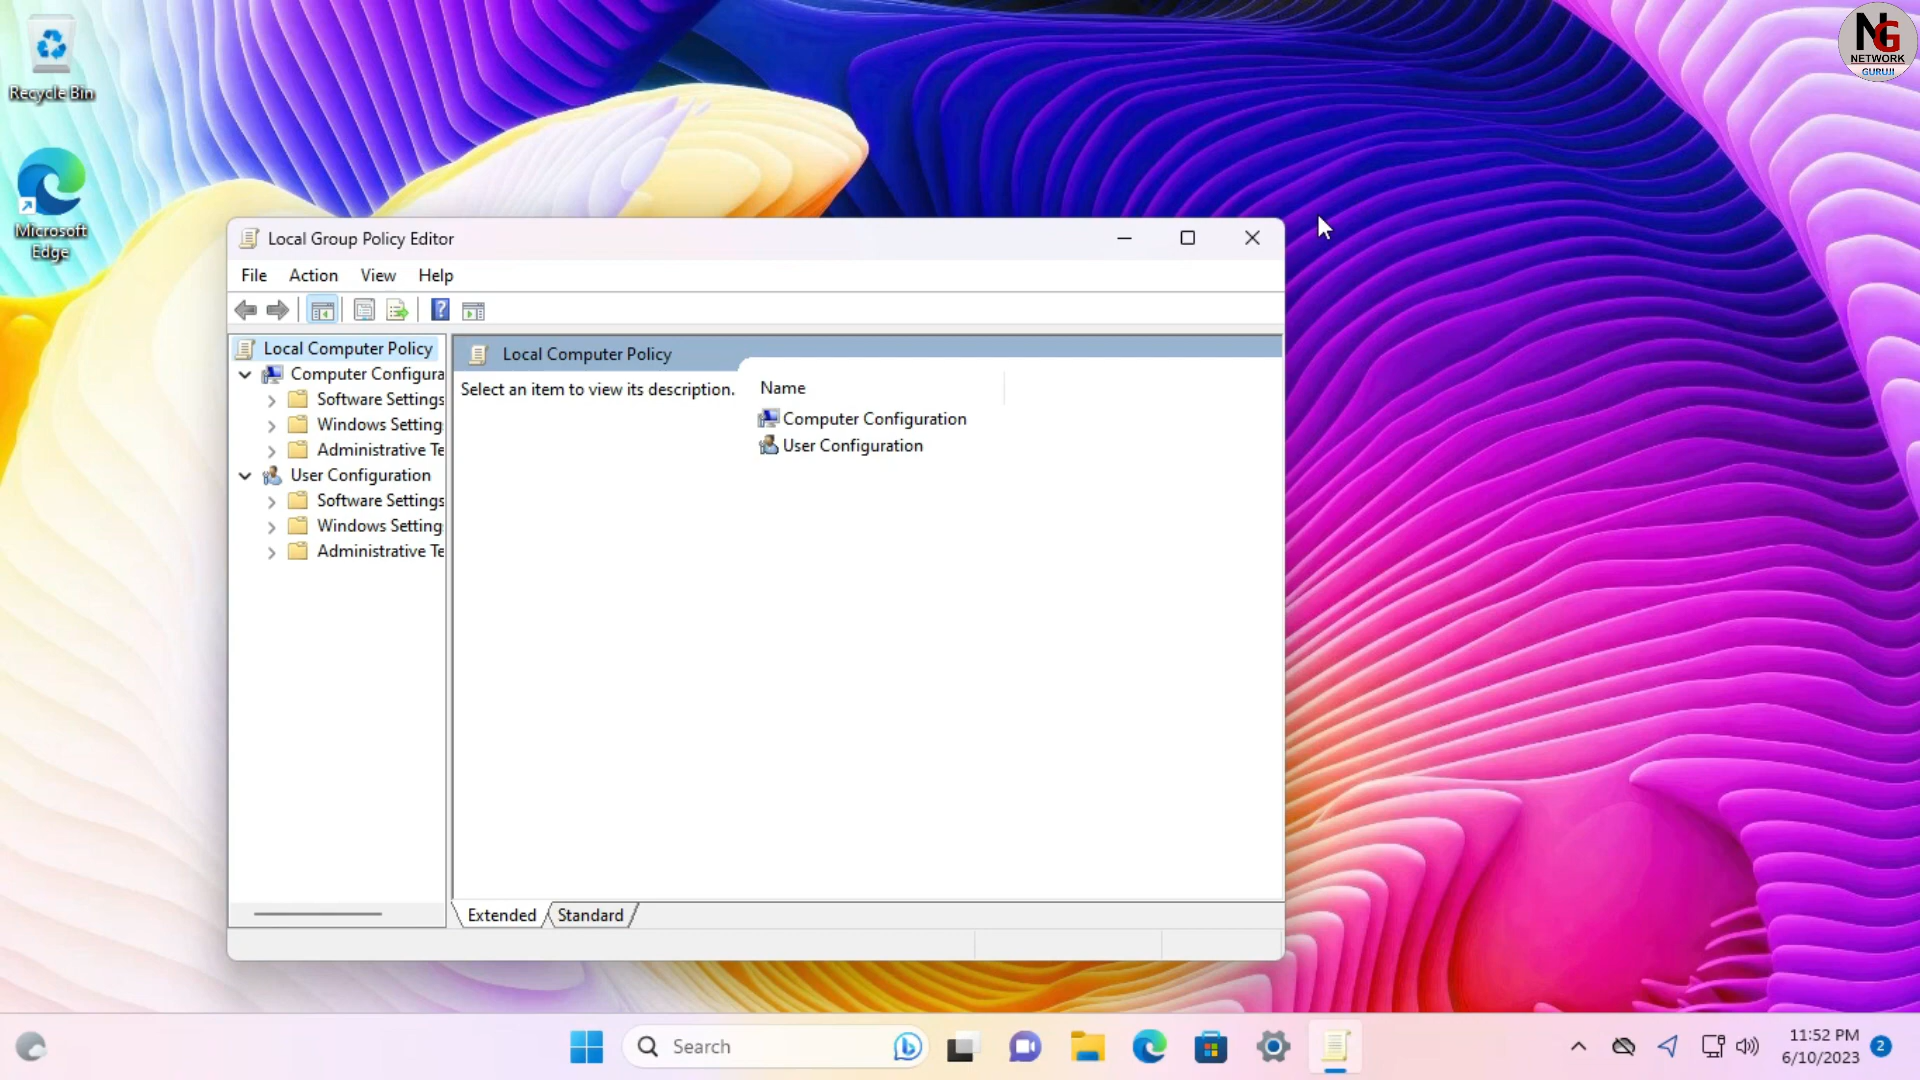 NG
NETWORK
GURUJI
Recycle Bin
Microsoft
Edge
Local Group Policy Editor
File Action View Help
Local Computer Policy
Computer Configura
Software Settings
Windows Setting
Administrative Te
User Configuration
Software Settings
Windows Setting
Administrative Te
Local Computer Policy
Select an item to view its description.
Name
Computer Configuration
User Configuration
Extended Standard
Search
11:52 PM
6/10/2023
2